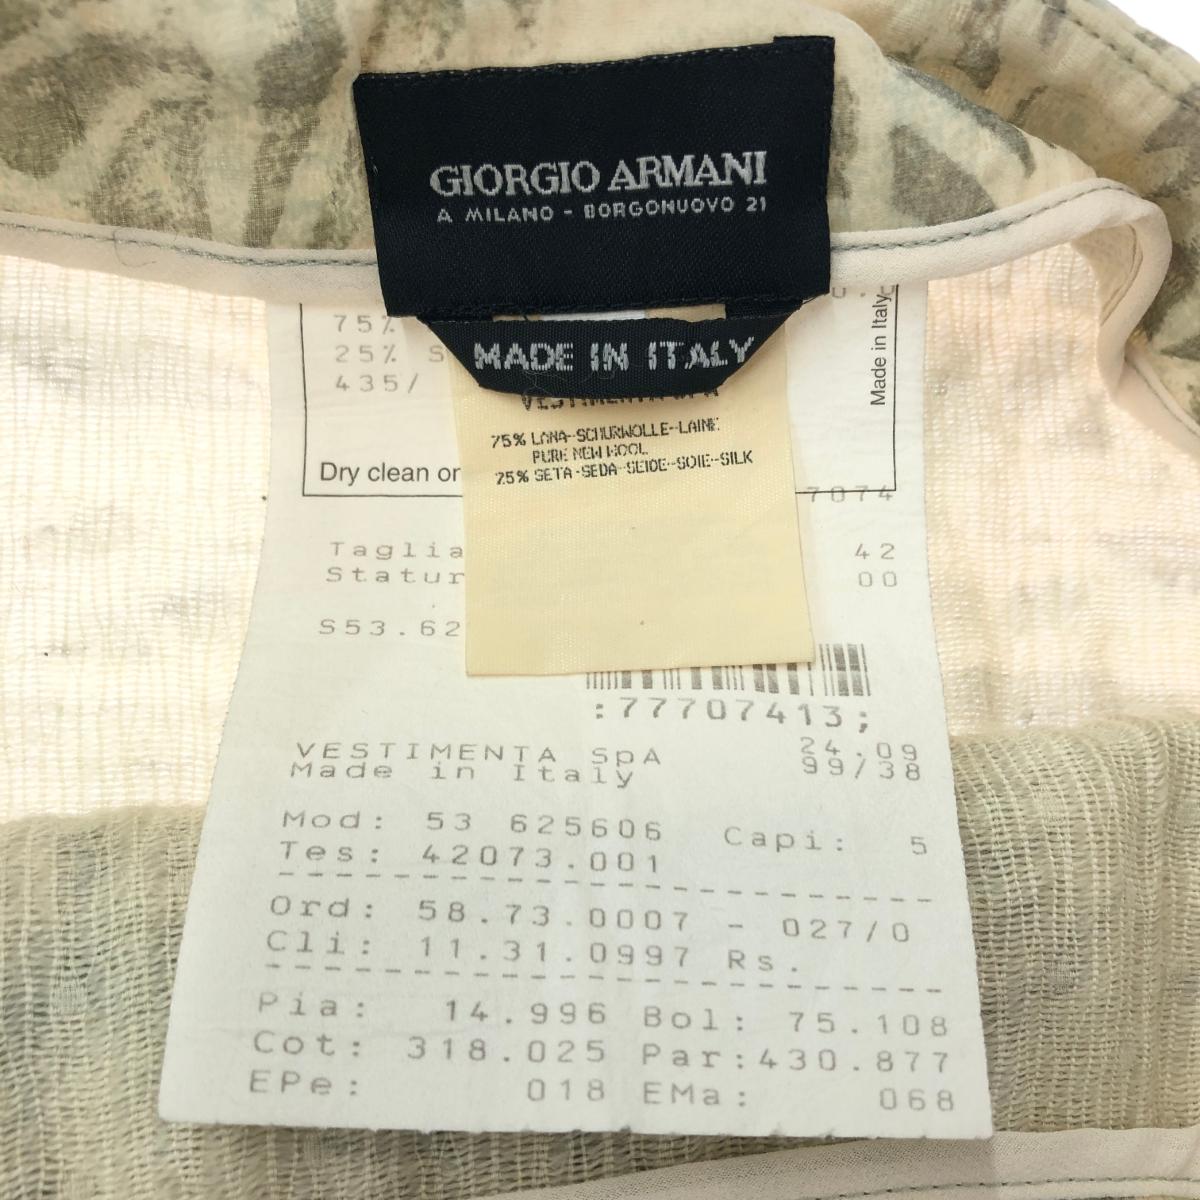 GIORGIO ARMANI
A MILANO - BORGONUOVO 21
MADE IN ITALY
75% LANA-SCHURWOLLE-LAINE
PURE NEW WOOL
25% SETA-SEDA-SEIDE-SOIE-SILK
75%
25% S
435/
Made in Italy
Dry clean or
7074
Taglia 42
Statur 00
S53.62
:77707413;
VESTIMENTA SpA 24.09
Made in Italy 99/38
Mod: 53 625606 Capi: 5
Tes: 42073.001
Ord: 58.73.0007 - 027/0
Cli: 11.31.0997 Rs.
Pia: 14.996 Bol: 75.108
Cot: 318.025 Par:430.877
EPe: 018 EMa: 068